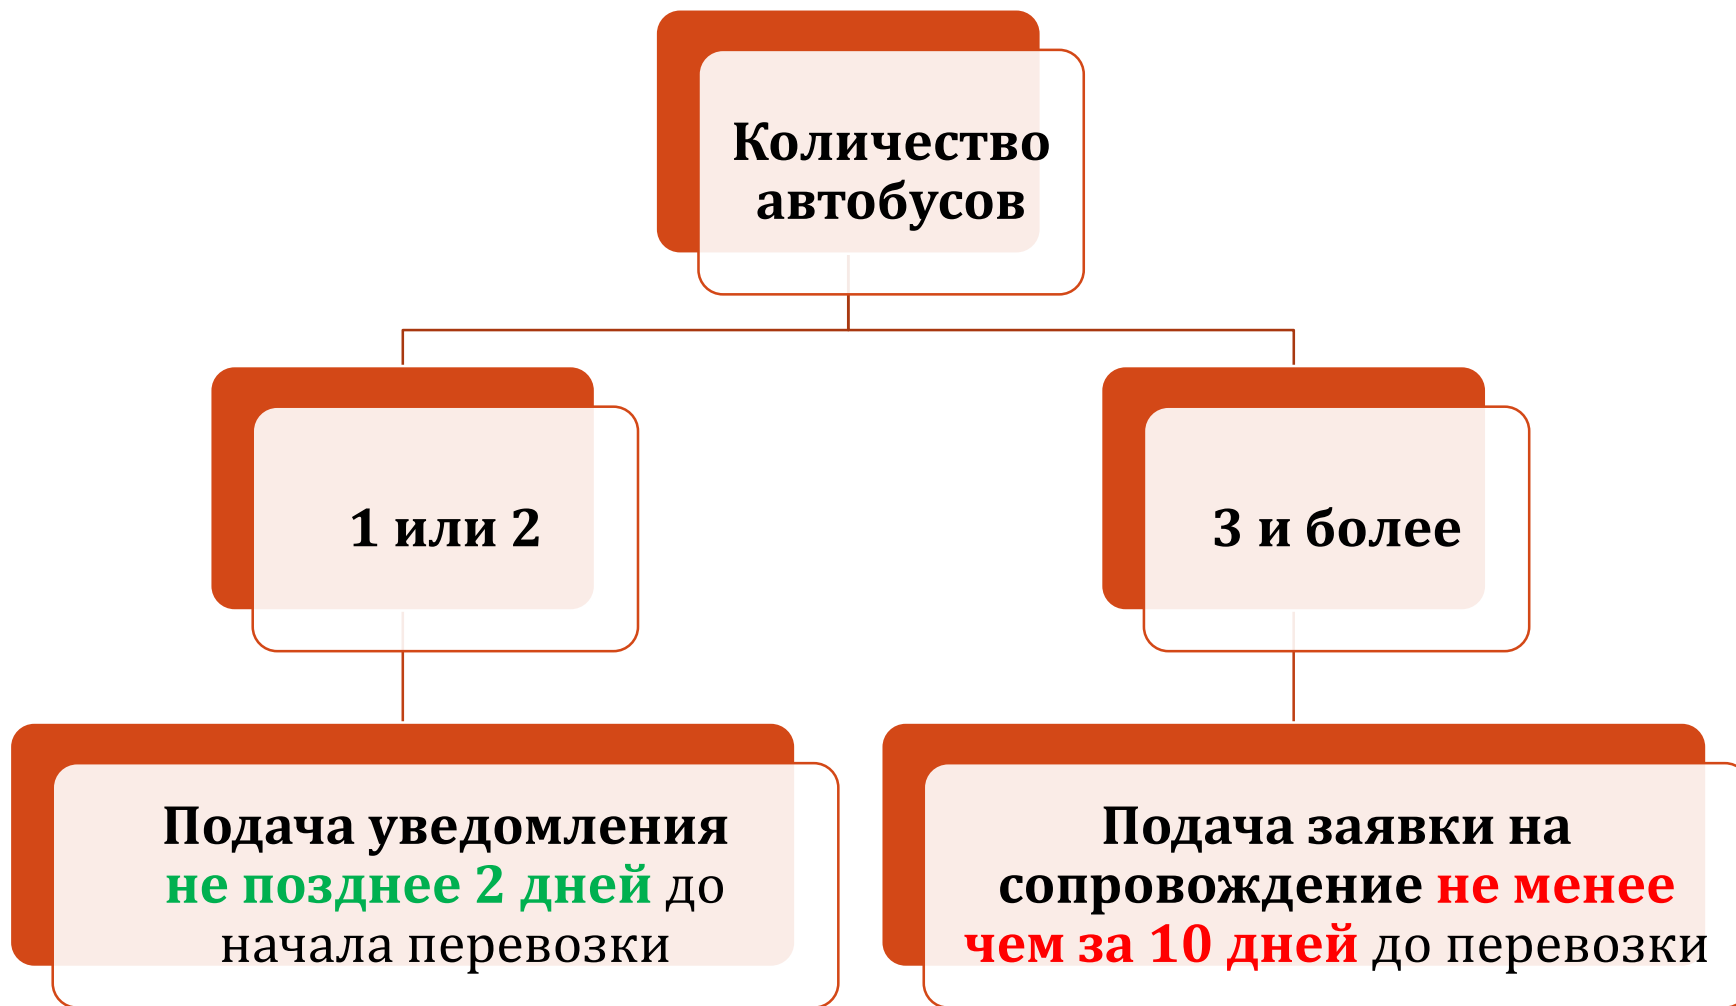 Количество
автобусов
1 или 2
3 и более
Подача уведомления
не позднее 2 дней до
начала перевозки
Подача заявки на
сопровождение не менее
чем за 10 дней до перевозки